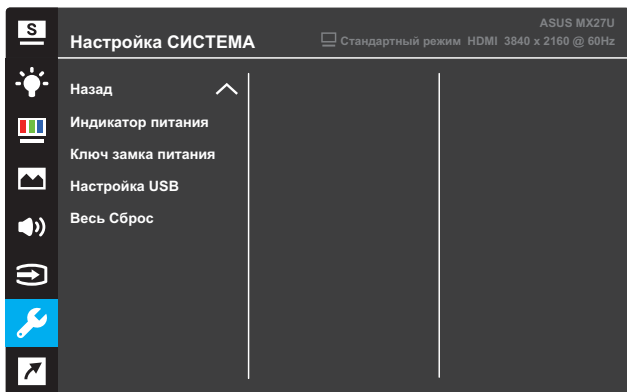 S
ASUS MX27U
Настройка СИСТЕМА
Стандартный режим HDMI 3840 x 2160 @ 60Hz
Назад
Индикатор питания
Ключ замка питания
Настройка USB
Весь Сброс